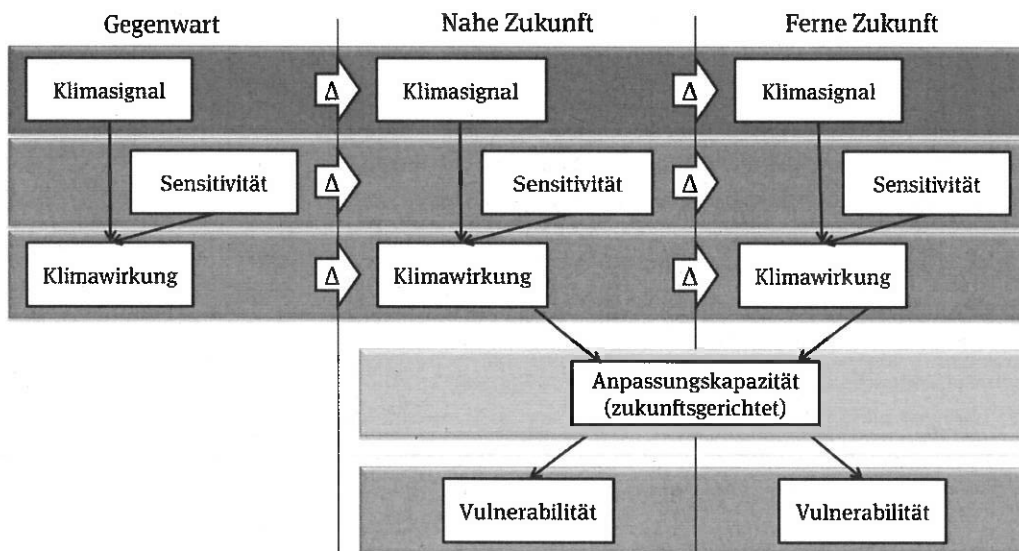 Gegenwart Nahe Zukunft Ferne Zukunft
Klimasignal Δ Klimasignal Δ Klimasignal
Sensitivität Δ Sensitivität Δ Sensitivität
Klimawirkung Δ Klimawirkung Δ Klimawirkung
Anpassungskapazität
(zukunftsgerichtet)
Vulnerabilität Vulnerabilität